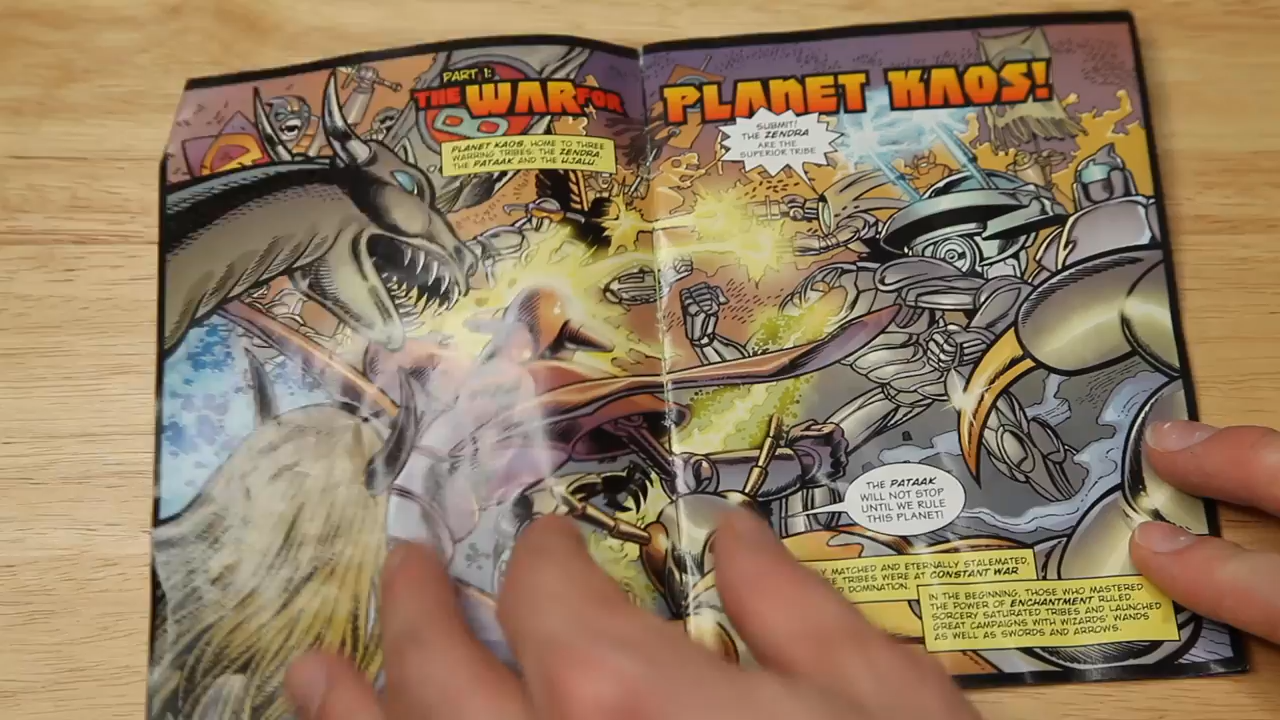 PART 1:
THE WAR FOR PLANET KAOS!
PLANET KAOS, HOME TO THREE
WARRING TRIBES: THE ZENDRA,
THE PATAAK AND THE UJALU.
SUBMIT!
THE ZENDRA
ARE THE
SUPERIOR TRIBE
THE PATAAK
WILL NOT STOP
UNTIL WE RULE
THIS PLANET!
MATCHED AND ETERNALLY STALEMATED,
TRIBES WERE AT CONSTANT WAR
DOMINATION.
IN THE BEGINNING, THOSE WHO MASTERED
THE POWER OF ENCHANTMENT RULED.
SORCERY SATURATED TRIBES AND LAUNCHED
GREAT CAMPAIGNS WITH WIZARDS' WANDS
AS WELL AS SWORDS AND ARROWS.